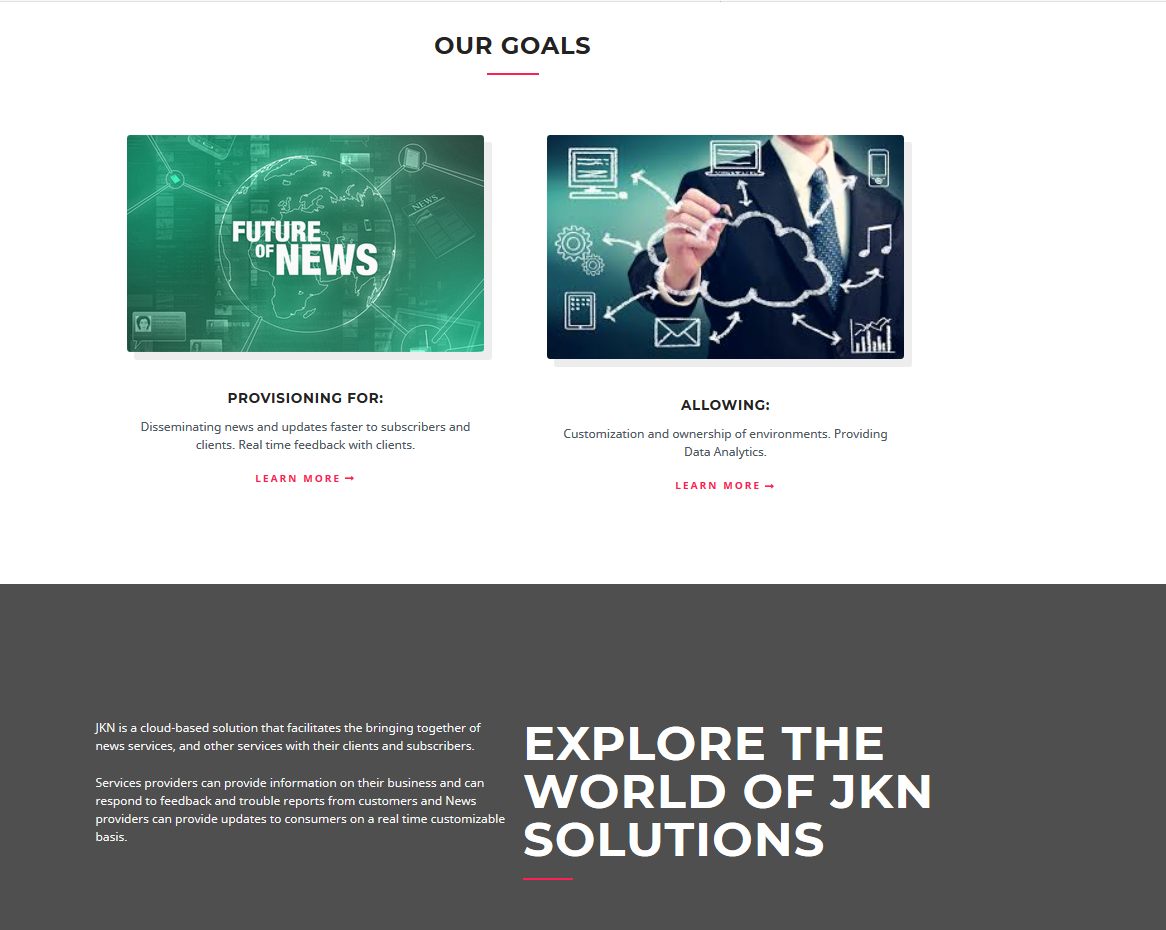 OUR GOALS
FUTURE
OF NEWS
NEWS
PROVISIONING FOR:
Disseminating news and updates faster to subscribers and
clients. Real time feedback with clients.
LEARN MORE ➞
ALLOWING:
Customization and ownership of environments. Providing
Data Analytics.
LEARN MORE ➞
JKN is a cloud-based solution that facilitates the bringing together of
news services, and other services with their clients and subscribers.
Services providers can provide information on their business and can
respond to feedback and trouble reports from customers and News
providers can provide updates to consumers on a real time customizable
basis.
EXPLORE THE
WORLD OF JKN
SOLUTIONS